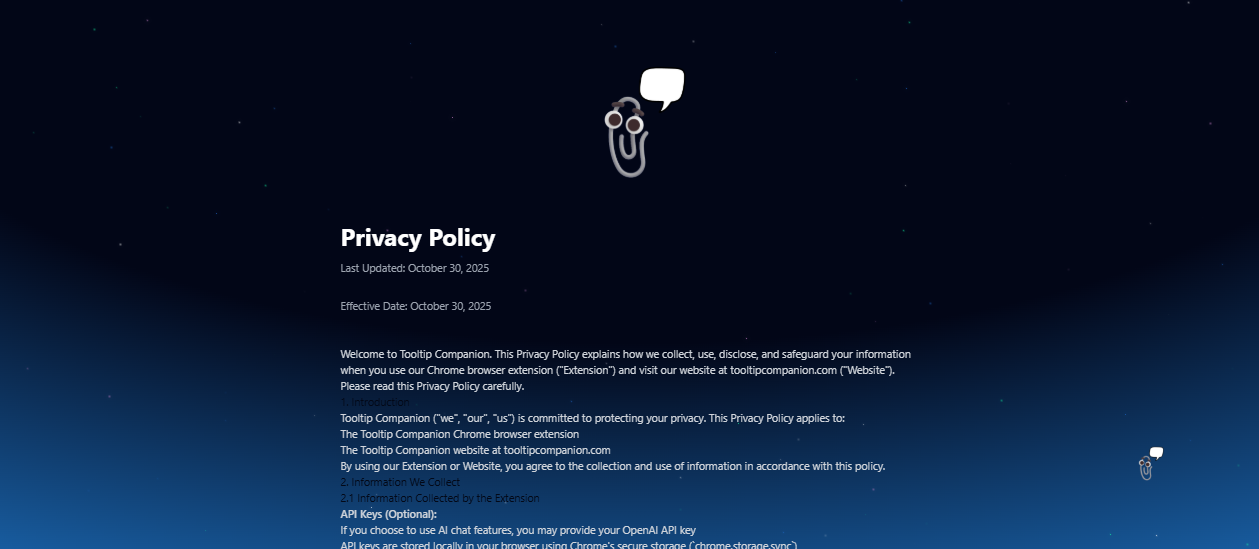 Privacy Policy
Last Updated: October 30, 2025
Effective Date: October 30, 2025
Welcome to Tooltip Companion. This Privacy Policy explains how we collect, use, disclose, and safeguard your information
when you use our Chrome browser extension ("Extension") and visit our website at tooltipcompanion.com ("Website").
Please read this Privacy Policy carefully.
1. Introduction
Tooltip Companion ("we", "our", "us") is committed to protecting your privacy. This Privacy Policy applies to:
The Tooltip Companion Chrome browser extension
The Tooltip Companion website at tooltipcompanion.com
By using our Extension or Website, you agree to the collection and use of information in accordance with this policy.
2. Information We Collect
2.1 Information Collected by the Extension
API Keys (Optional):
If you choose to use AI chat features, you may provide your OpenAI API key
API keys are stored locally in your browser using Chrome's secure storage (`chrome.storage.sync`)